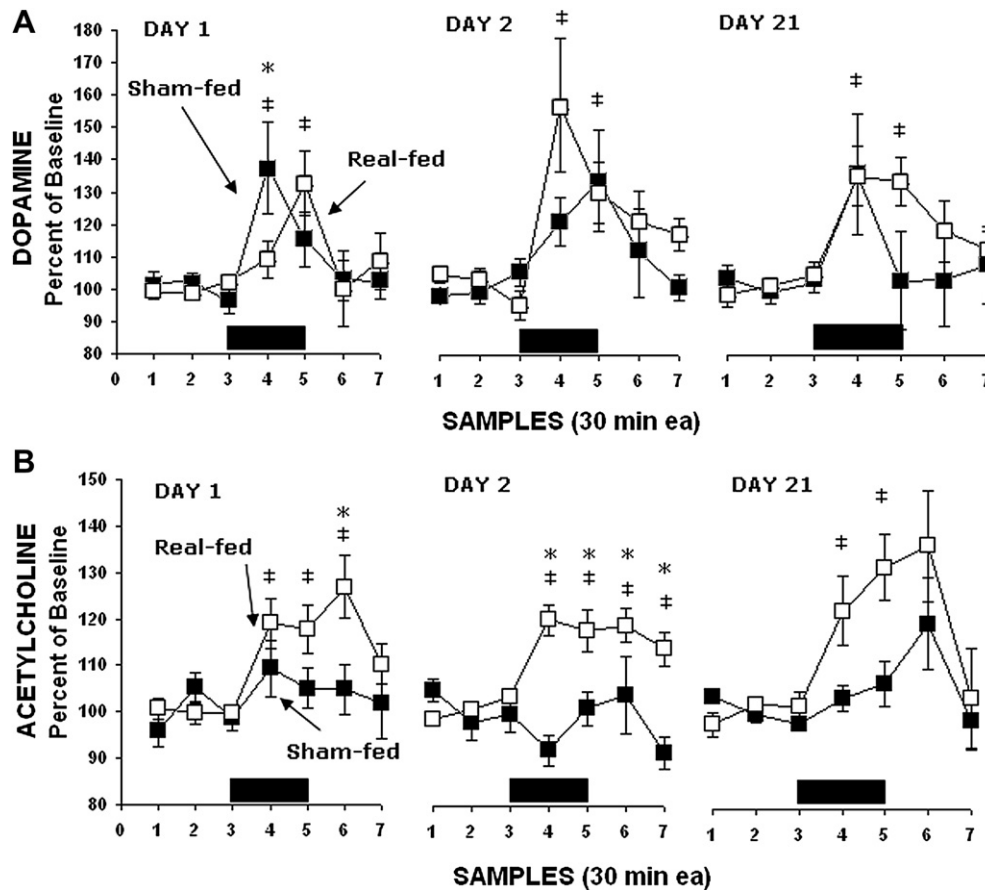 A
DAY 1
DAY 2
DAY 21
DOPAMINE
Percent of Baseline
180
170
160
150
140
130
120
110
100
90
80
Sham-fed
Real-fed
*
‡ ‡
‡ ‡
‡ ‡
0 1 2 3 4 5 6 7
1 2 3 4 5 6 7
1 2 3 4 5 6 7
SAMPLES (30 min ea)
B
DAY 1
DAY 2
DAY 21
ACETYLCHOLINE
Percent of Baseline
150
140
130
120
110
100
90
80
Real-fed
Sham-fed
*
‡ ‡ ‡
* * * *
‡ ‡ ‡ ‡
‡ ‡
0 1 2 3 4 5 6 7
1 2 3 4 5 6 7
1 2 3 4 5 6 7
SAMPLES (30 min ea)